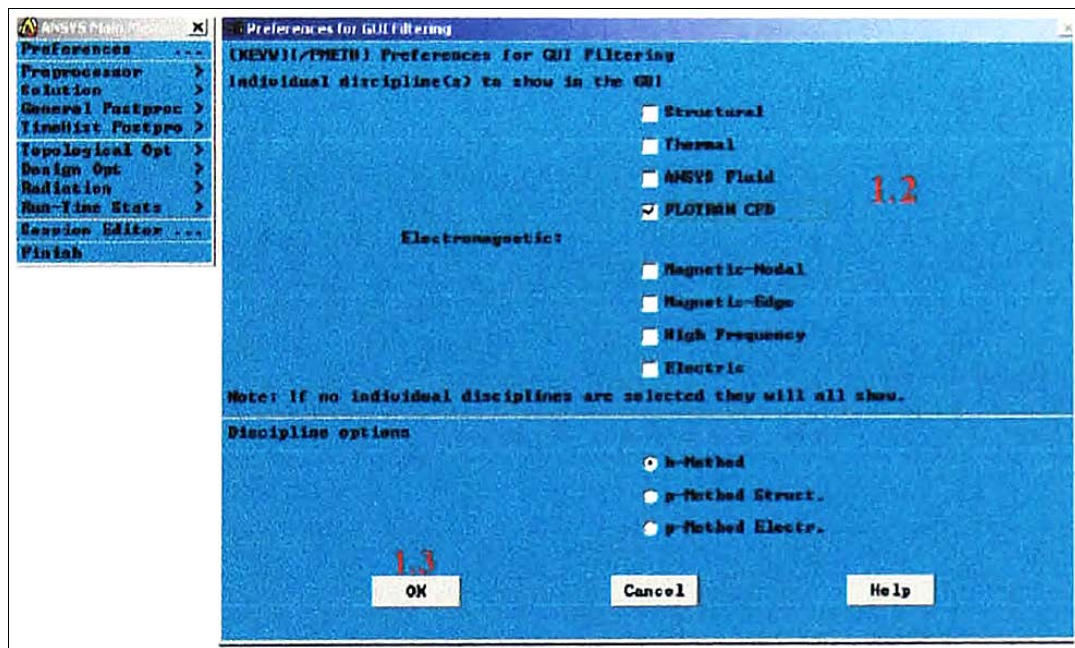 ANSYS Main Menu
Preferences ...
Preprocessor >
Solution >
General Postproc >
TimeHist Postpro >
Topological Opt >
Design Opt >
Radiation >
Run-Time Stats >
Session Editor ...
Finish
Preferences for GUI Filtering
[KEYW][/PMETH] Preferences for GUI Filtering
Individual discipline(s) to show in the GUI
Structural
Thermal
ANSYS Fluid
FLOTRAN CFD
1.2
Electromagnetic:
Magnetic-Nodal
Magnetic-Edge
High Frequency
Electric
Note: If no individual disciplines are selected they will all show.
Discipline options
h-Method
p-Method Struct.
p-Method Electr.
1.3
OK
Cancel
Help